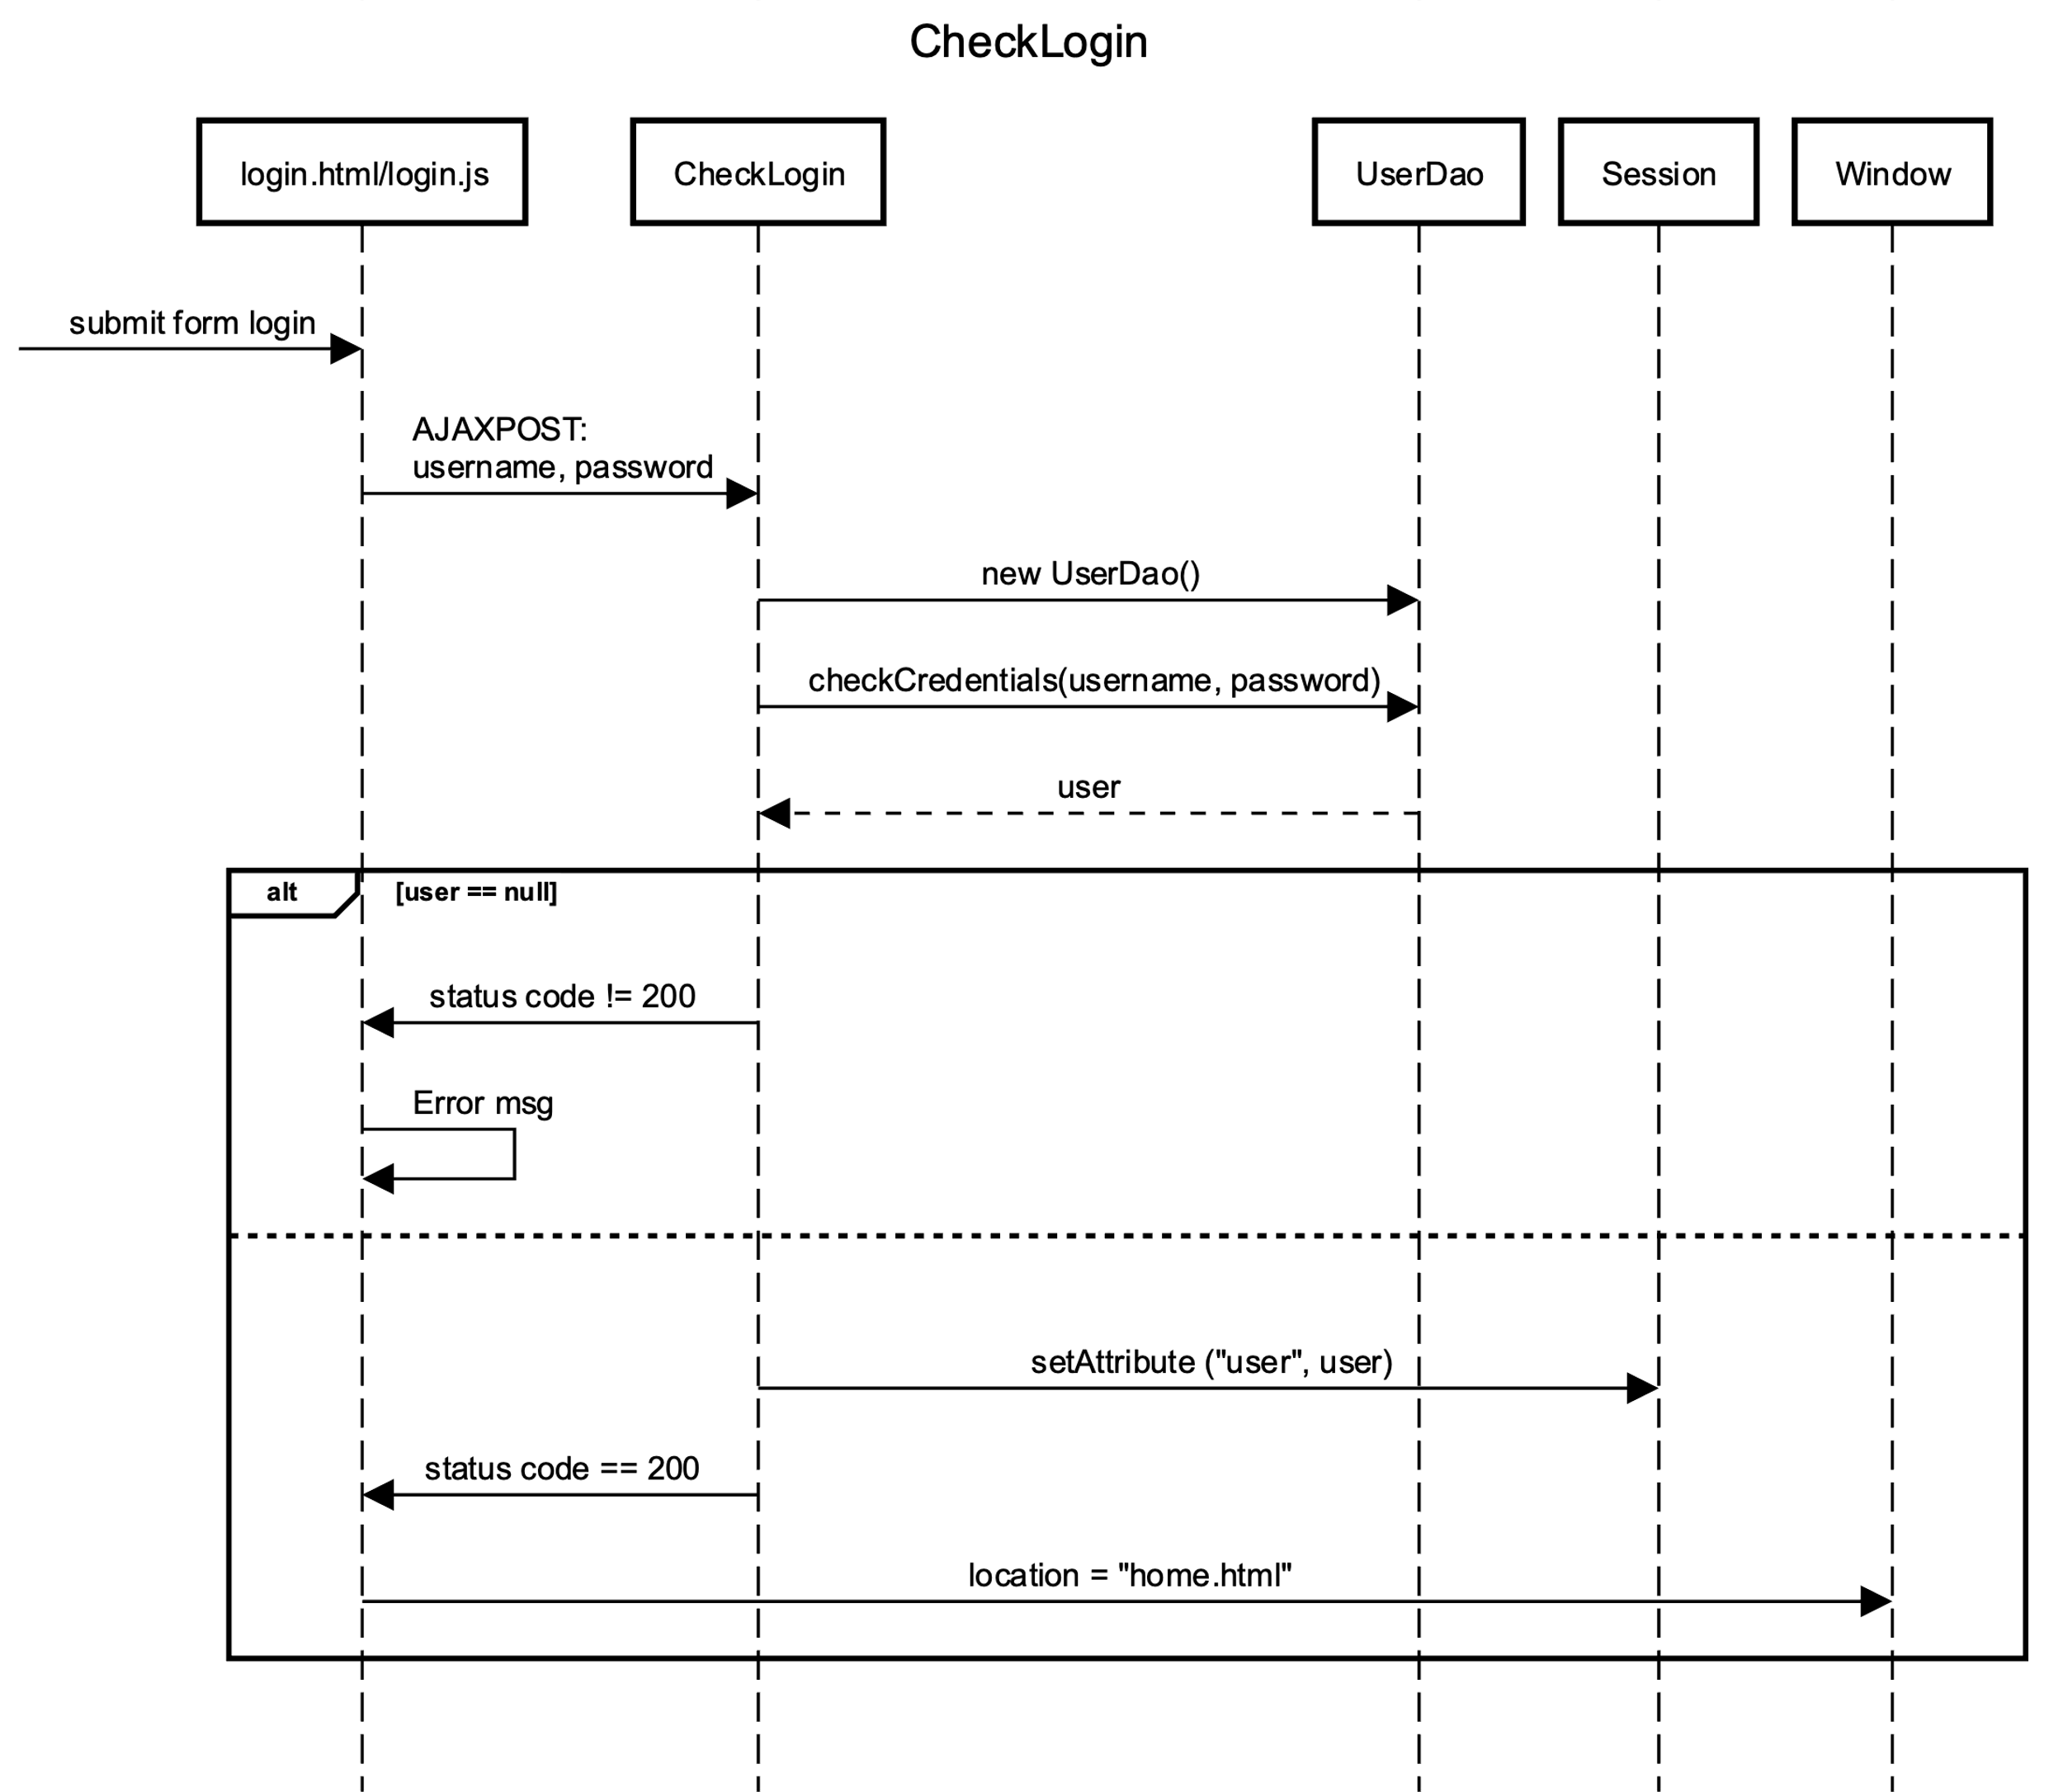 CheckLogin
login.html/login.js
CheckLogin
UserDao
Session
Window
submit form login
AJAXPOST:
username, password
new UserDao()
checkCredentials(username, password)
user
alt
[user == null]
status code != 200
Error msg
setAttribute ("user", user)
status code == 200
location = "home.html"